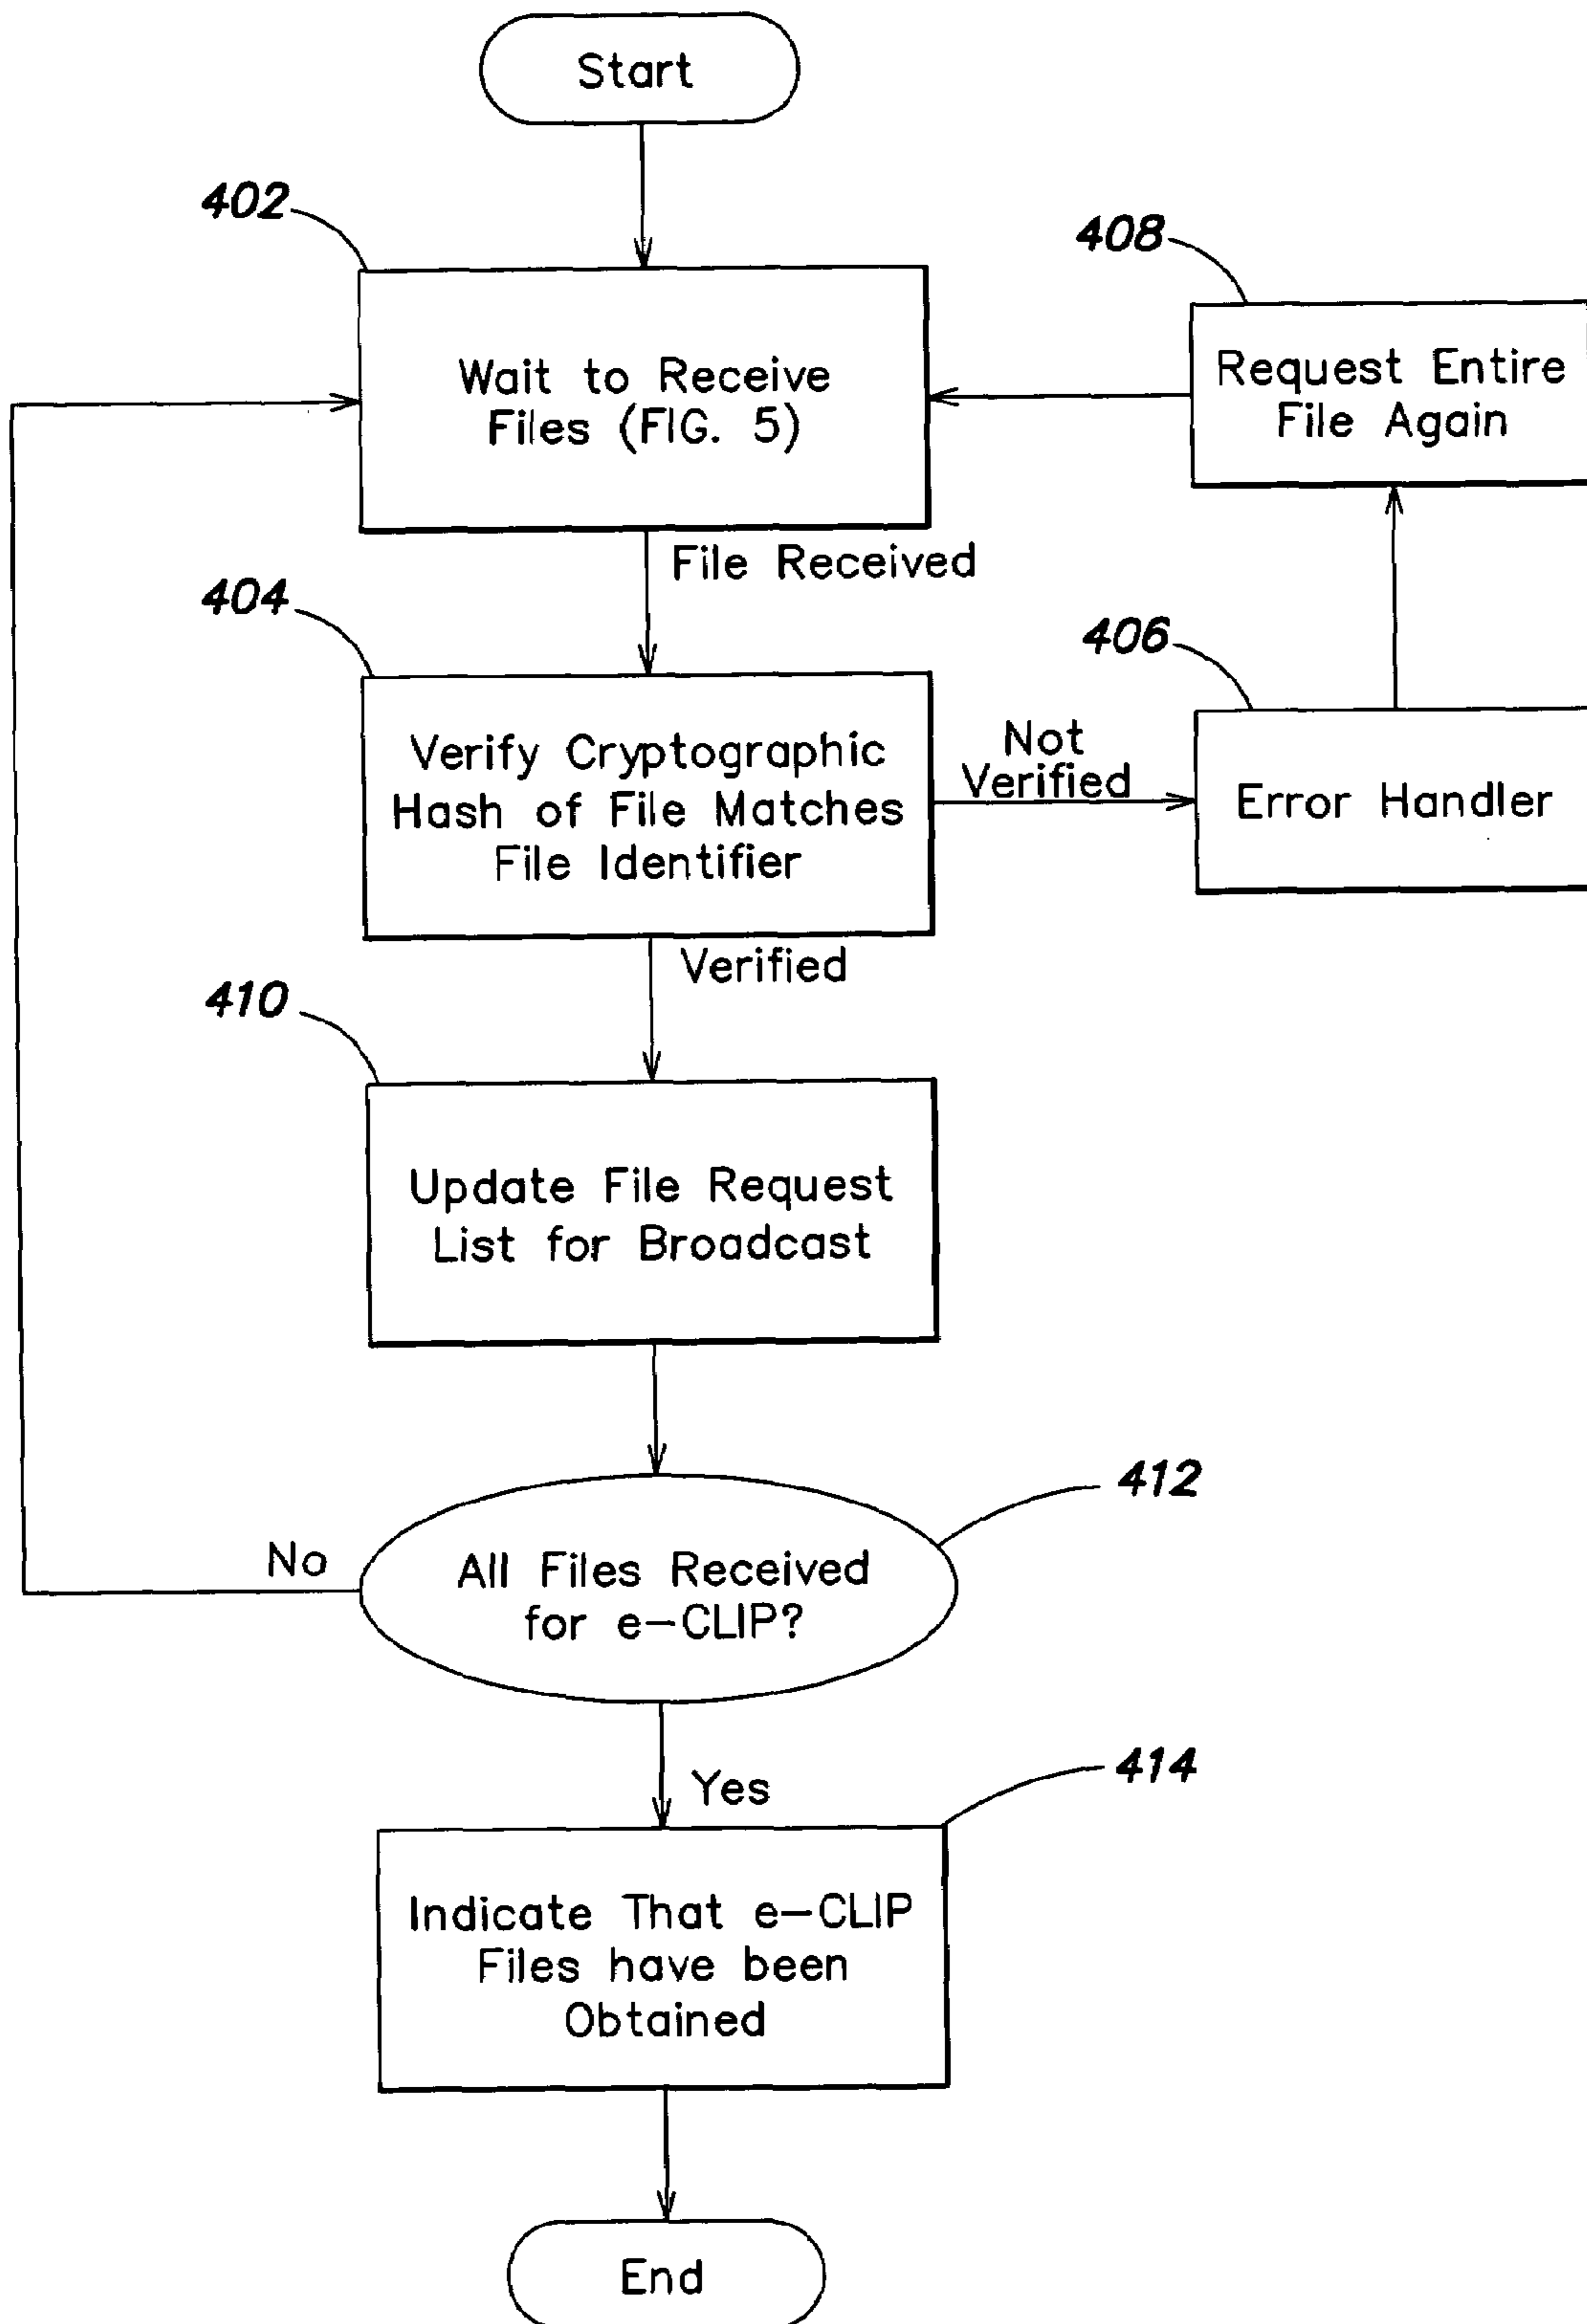 Start
402
408
Wait to Receive
Files (FIG. 5)
Request Entire
File Again
File Received
404
406
Verify Cryptographic
Hash of File Matches
File Identifier
Not
Verified
Error Handler
Verified
410
Update File Request
List for Broadcast
412
No
All Files Received
for e-CLIP?
Yes
414
Indicate That e-CLIP
Files have been
Obtained
End